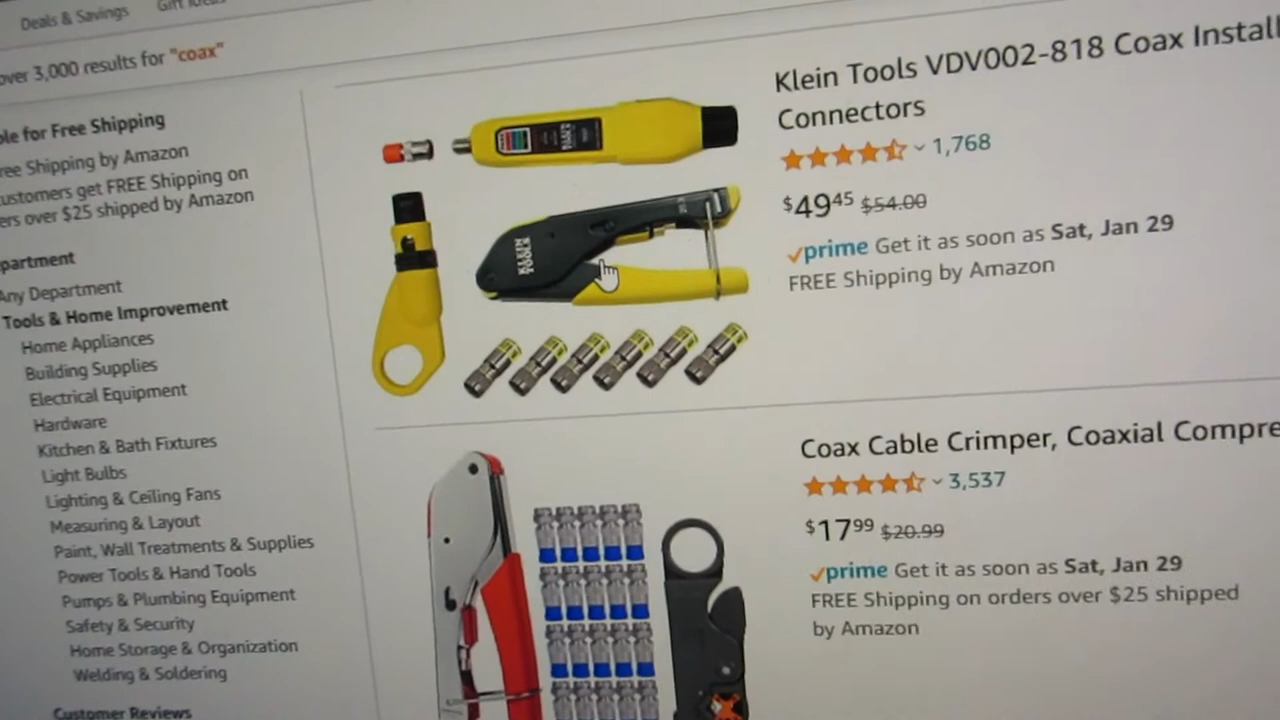 Deals & Savings
Gift Ideas
over 3,000 results for "coax"
ble for Free Shipping
ree Shipping by Amazon
ustomers get FREE Shipping on
ers over $25 shipped by Amazon
partment
Any Department
Tools & Home Improvement
Home Appliances
Building Supplies
Electrical Equipment
Hardware
Kitchen & Bath Fixtures
Light Bulbs
Lighting & Ceiling Fans
Measuring & Layout
Paint, Wall Treatments & Supplies
Power Tools & Hand Tools
Pumps & Plumbing Equipment
Safety & Security
Home Storage & Organization
Welding & Soldering
Customer Reviews
KLEIN
TOOLS
Klein Tools VDV002-818 Coax Install
Connectors
1,768
$49 45 $54.00
prime Get it as soon as Sat, Jan 29
FREE Shipping by Amazon
Coax Cable Crimper, Coaxial Compre
3,537
$17 99 $20.99
prime Get it as soon as Sat, Jan 29
FREE Shipping on orders over $25 shipped
by Amazon